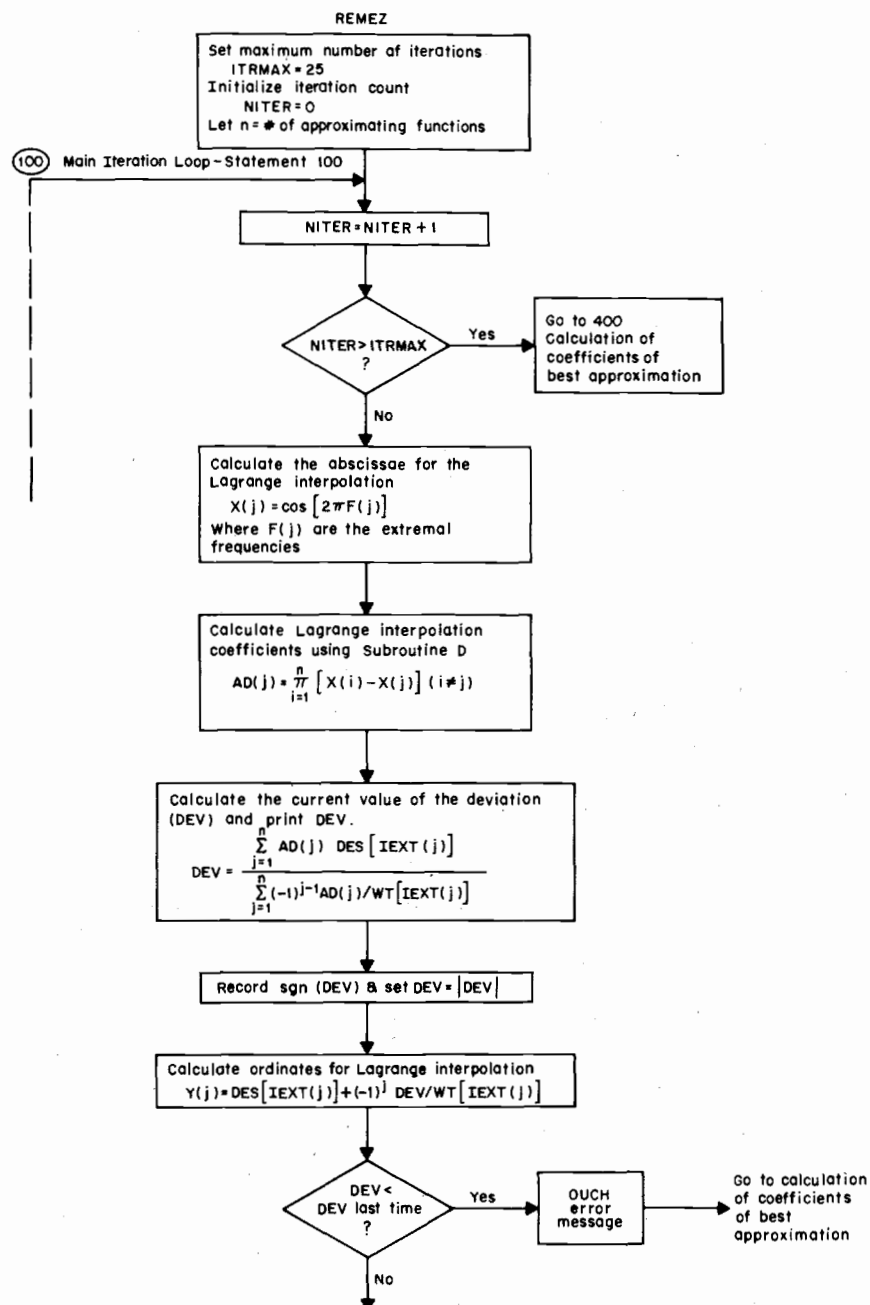 REMEZ
Set maximum number of iterations
ITRMAX = 25
Initialize iteration count
NITER = 0
Let n = # of approximating functions
100 Main Iteration Loop - Statement 100
NITER = NITER + 1
NITER > ITRMAX
?
Yes
Go to 400
Calculation of
coefficients of
best approximation
No
Calculate the abscissae for the
Lagrange interpolation
X(j) = cos [2πF(j)]
Where F(j) are the extremal
frequencies
Calculate Lagrange interpolation
coefficients using Subroutine D
AD(j) = π_{i=1}^{n} [X(i) - X(j)] (i≠j)
Calculate the current value of the deviation
(DEV) and print DEV.
DEV = \frac{\sum_{j=1}^{n} AD(j) DES[IEXT(j)]}{\sum_{j=1}^{n} (-1)^{j-1} AD(j)/WT[IEXT(j)]}
Record sgn (DEV) & set DEV = |DEV|
Calculate ordinates for Lagrange interpolation
Y(j) = DES[IEXT(j)] + (-1)^j DEV/WT[IEXT(j)]
DEV <
DEV last time
?
Yes
OUCH
error
message
Go to calculation
of coefficients
of best
approximation
No